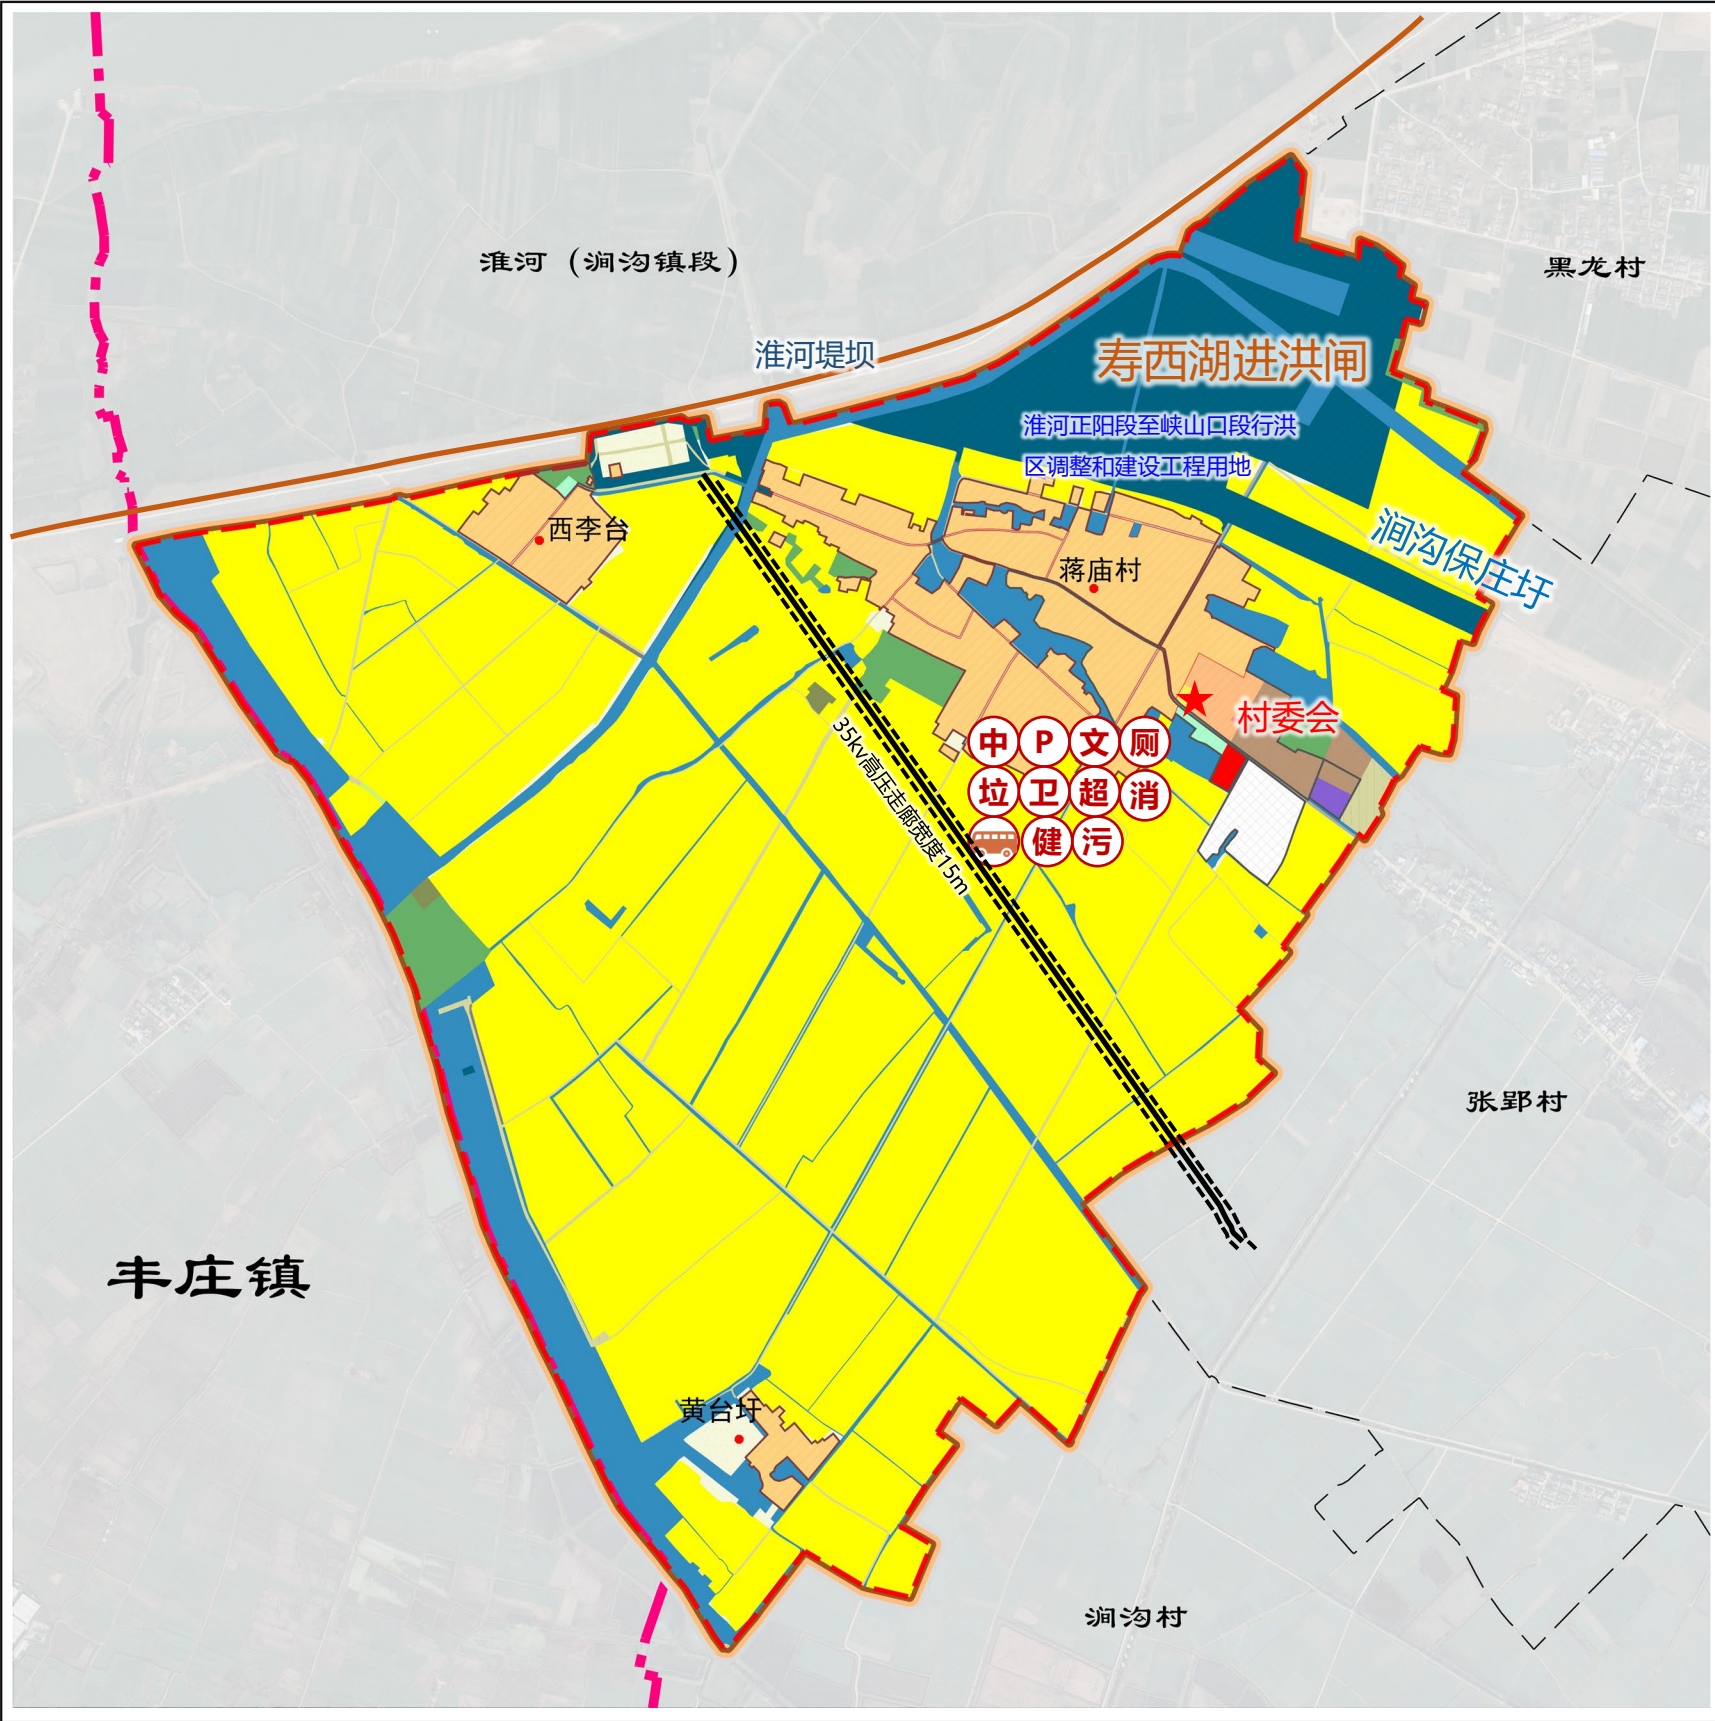 淮河（涧沟镇段）
黑龙村
淮河堤坝
寿西湖进洪闸
淮河正阳段至峡山口段行洪
区调整和建设工程用地
涧沟保庄圩
西李台
蒋庙村
村委会
中 P 文 厕
垃 卫 超 消
健 污
35kv高压走廊宽度15m
张郢村
丰庄镇
黄台圩
涧沟村